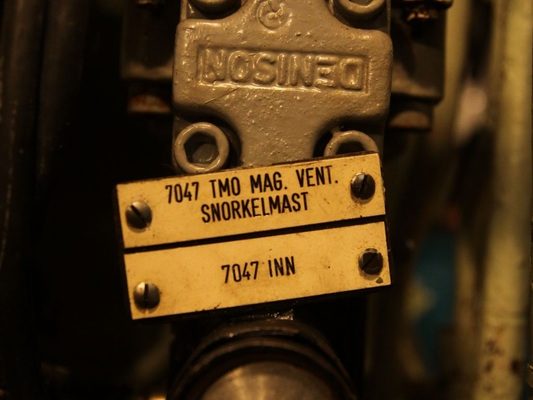 DENISON
7047 TMO MAG. VENT.
SNORKELMAST
7047 INN